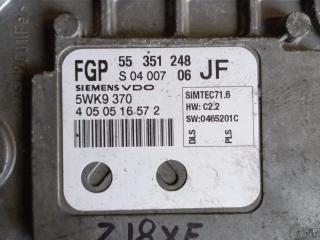 FGP 55 351 248 JF
S 04 007 06
SIEMENS VDO
5WK9 370
4 05 05 16 57 2
SIMTEC71.6
HW: C2.2
SW:0465201C
DLS
PLS
Z18XE